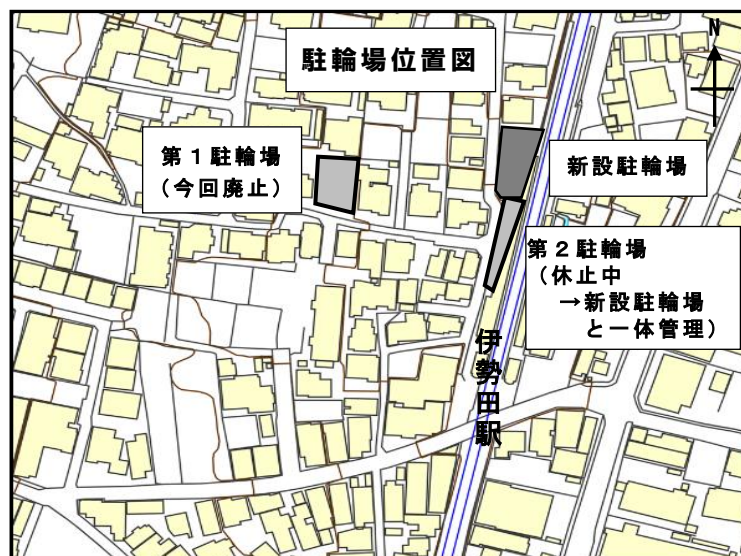 駐輪場位置図
N
第１駐輪場
（今回廃止）
新設駐輪場
第２駐輪場
（休止中
→新設駐輪場
と一体管理）
伊勢田駅